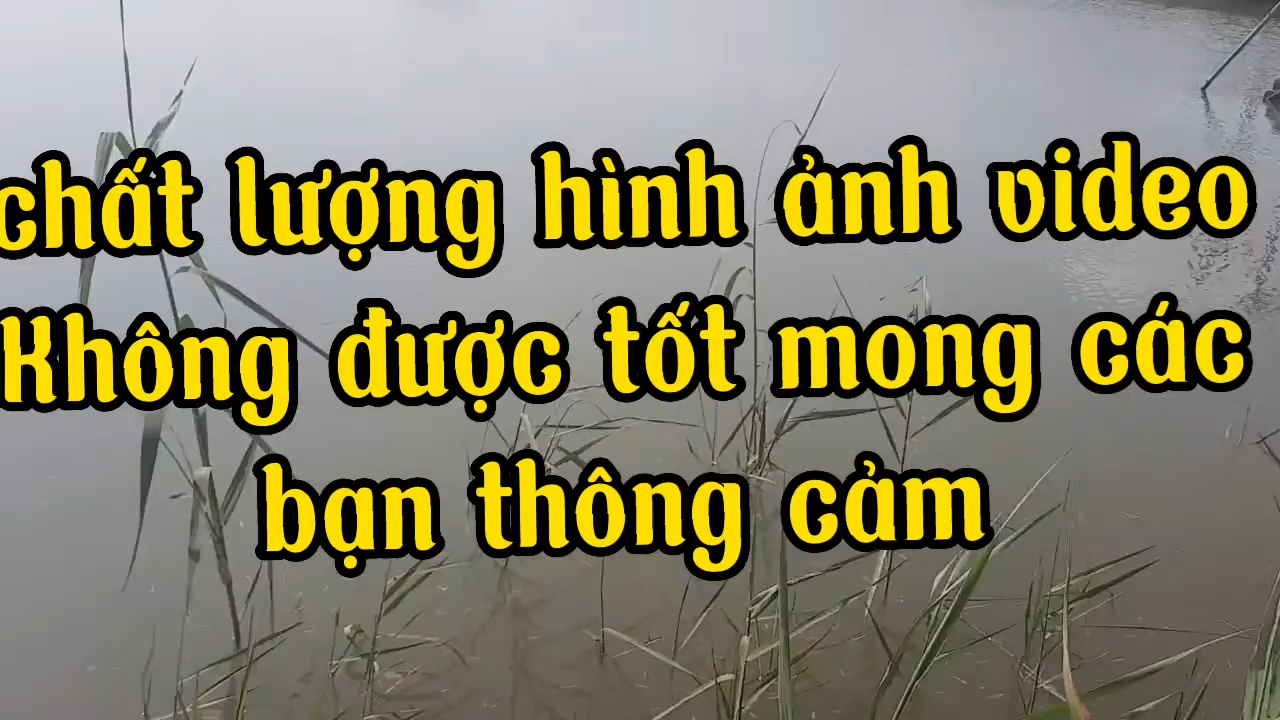 chất lượng hình ảnh video
Không được tốt mong các
bạn thông cảm